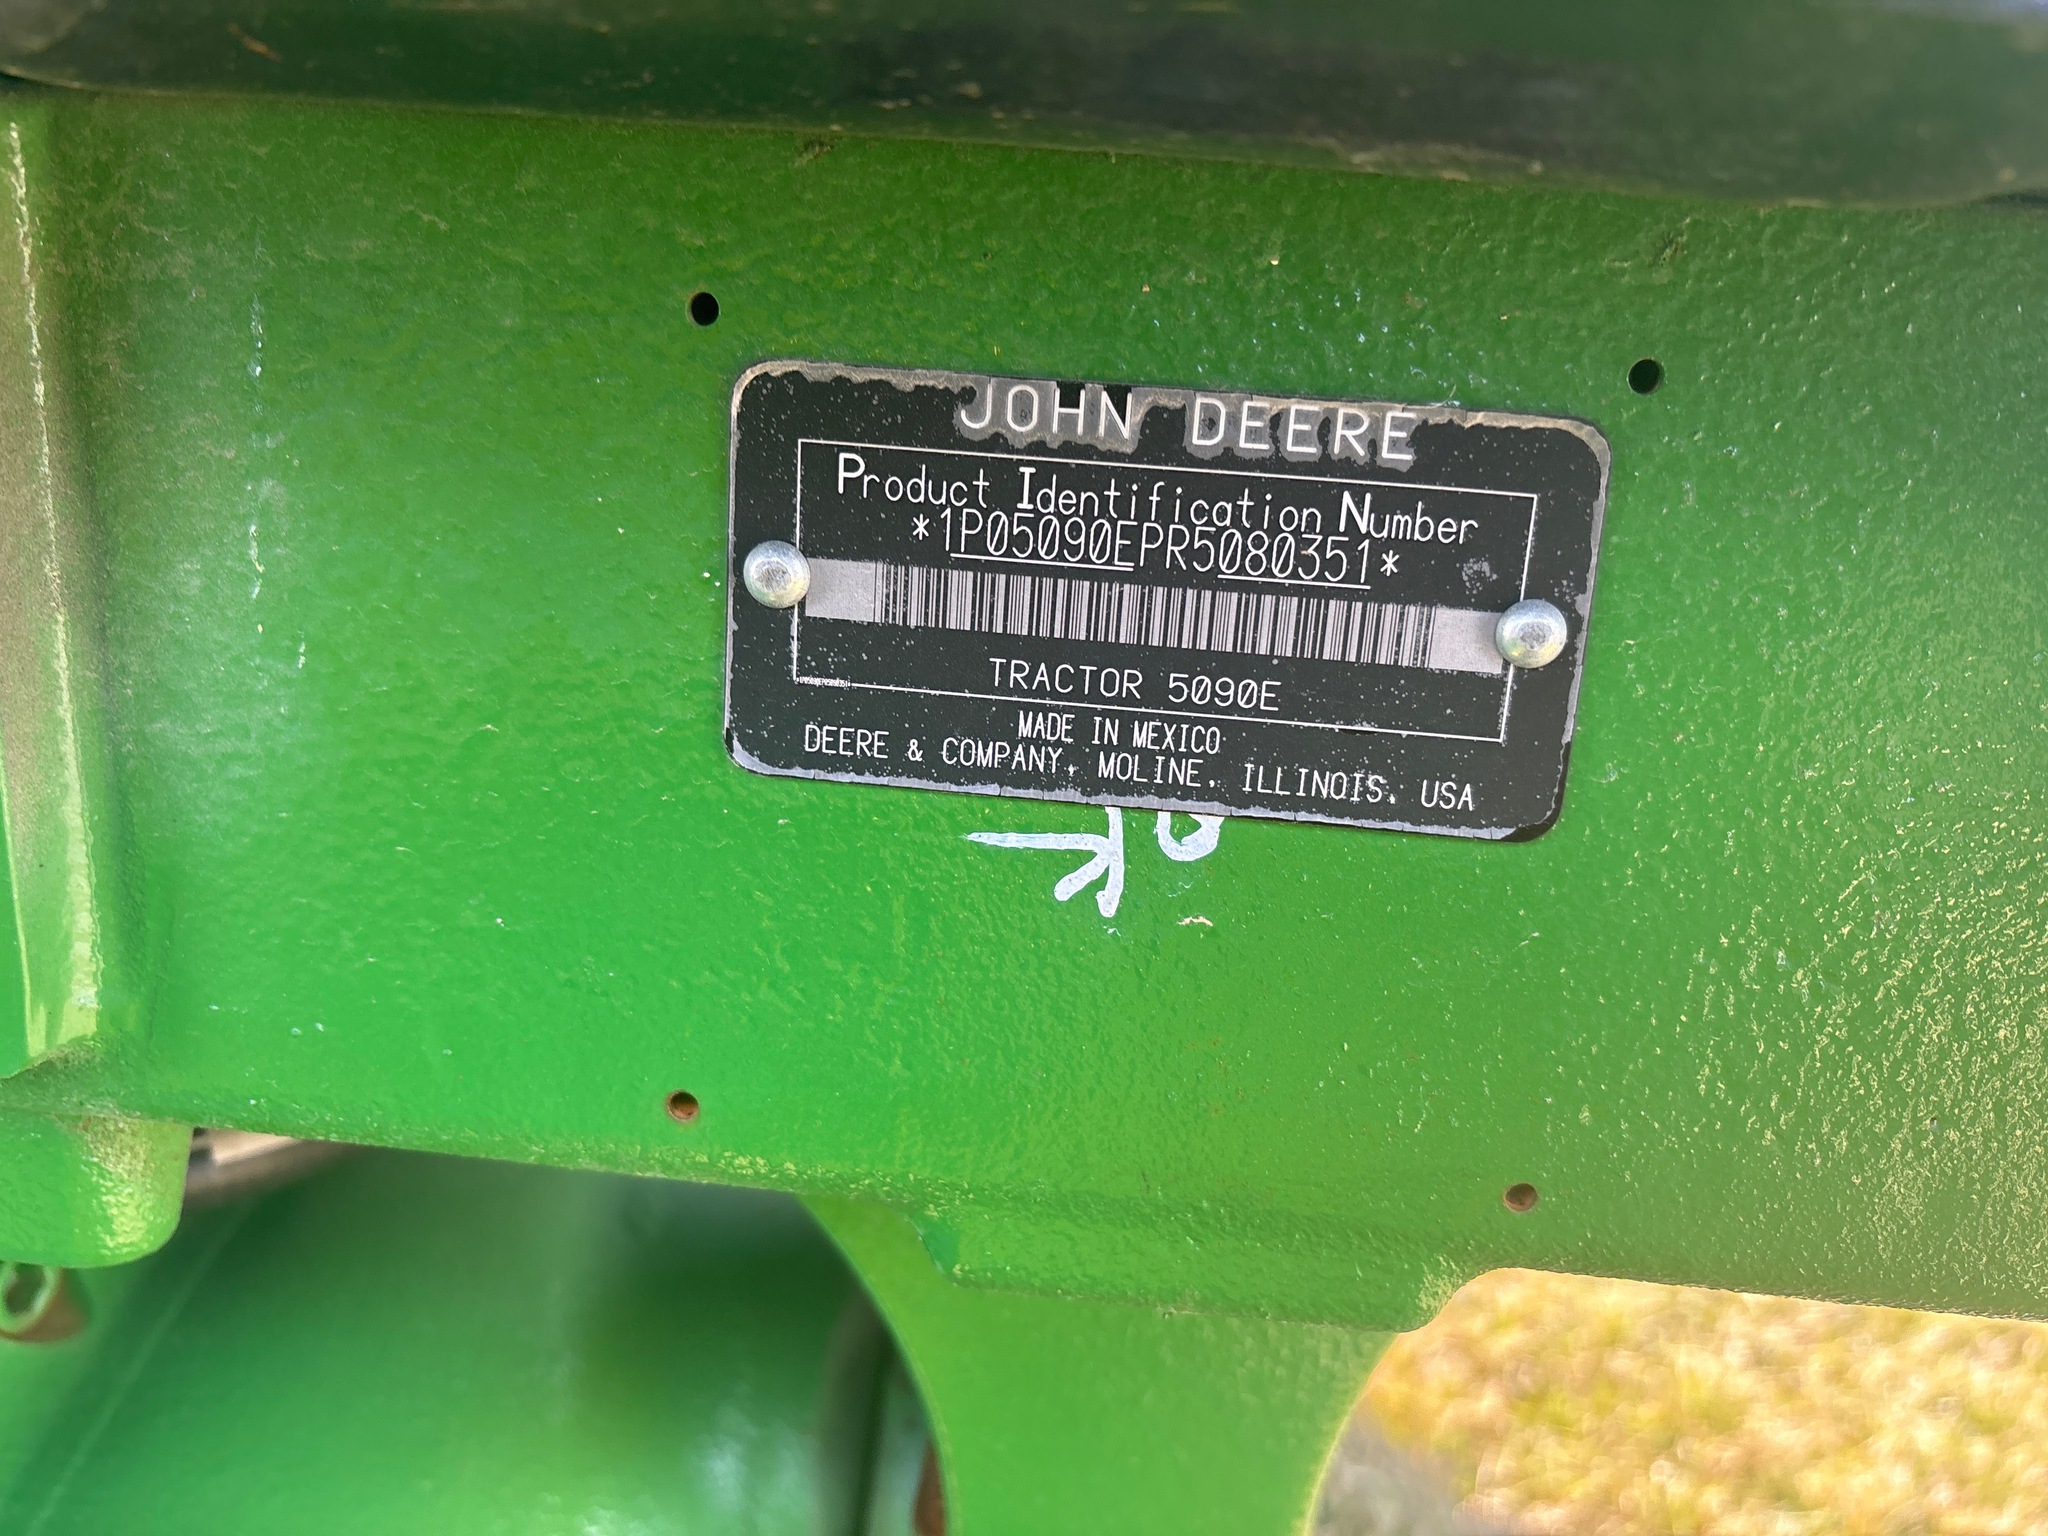 JOHN DEERE
Product Identification Number
*1P05090EPR5080351*
TRACTOR 5090E
MADE IN MEXICO
DEERE & COMPANY, MOLINE, ILLINOIS, USA